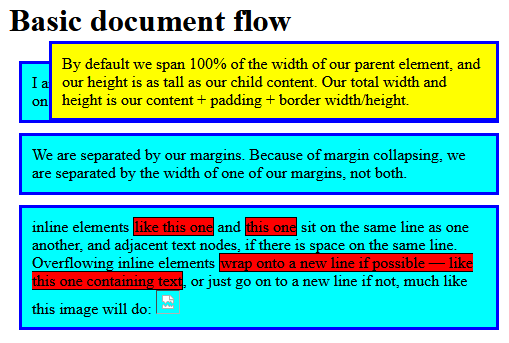 Basic document flow
By default we span 100% of the width of our parent element, and
our height is as tall as our child content. Our total width and
height is our content + padding + border width/height.
I a
on
We are separated by our margins. Because of margin collapsing, we
are separated by the width of one of our margins, not both.
inline elements like this one and this one sit on the same line as one
another, and adjacent text nodes, if there is space on the same line.
Overflowing inline elements wrap onto a new line if possible — like
this one containing text, or just go on to a new line if not, much like
this image will do: